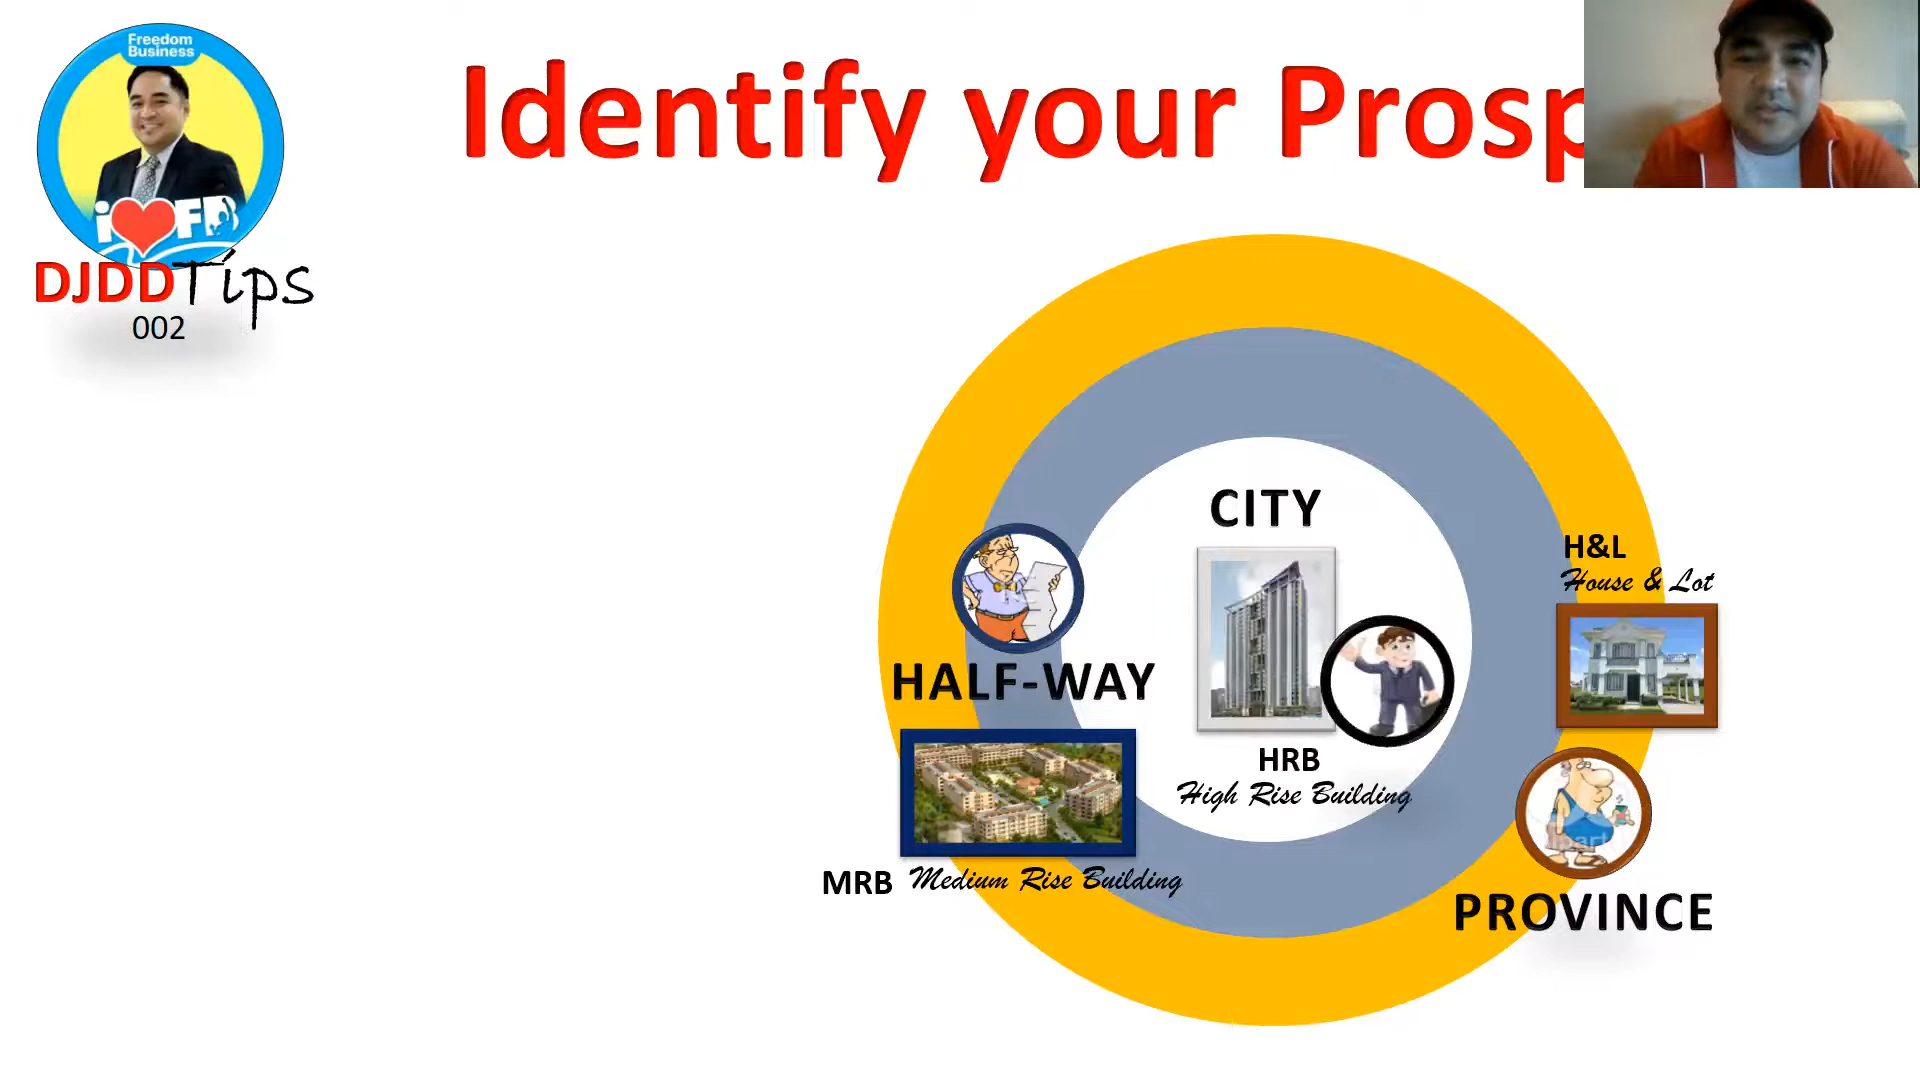 Freedom
Business
i FB
DJDDTips
002
Identify your Prosp
CITY
HRB
High Rise Building
HALF-WAY
MRB Medium Rise Building
H&L
House & Lot
PROVINCE